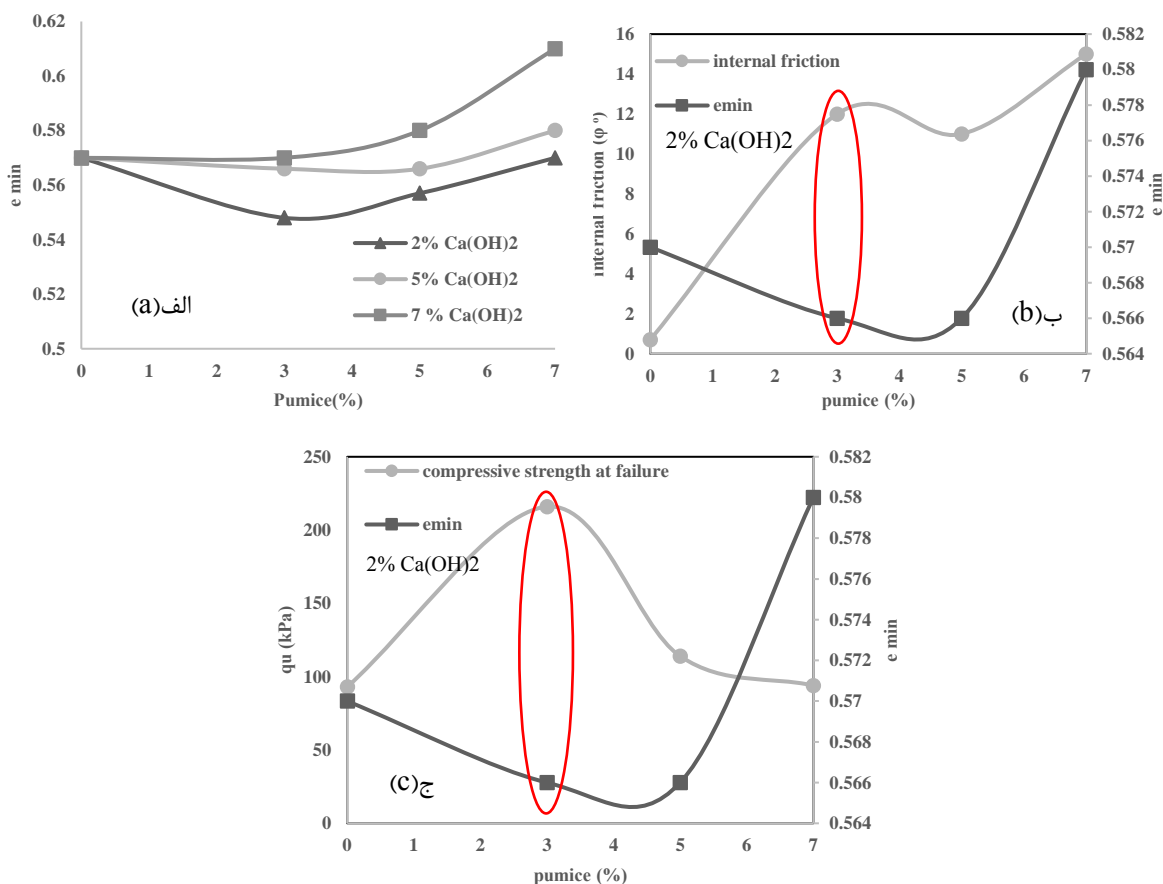 0.62
0.6
0.58
0.56
0.54
0.52
0.5
e min
0 1 2 3 4 5 6 7
Pumice(%)
2% Ca(OH)2
5% Ca(OH)2
7 % Ca(OH)2
الف(a)
16
14
12
10
8
6
4
2
0
internal friction (φ º)
internal friction
emin
2% Ca(OH)2
0.582
0.58
0.578
0.576
0.574
0.572
0.570
0.568
0.566
0.564
e min
ب(b)
0 1 2 3 4 5 6 7
pumice (%)
250
200
150
100
50
0
qu (kPa)
compressive strength at failure
emin
2% Ca(OH)2
0.582
0.58
0.578
0.576
0.574
0.572
0.570
0.568
0.566
0.564
e min
ج(c)
0 1 2 3 4 5 6 7
pumice (%)